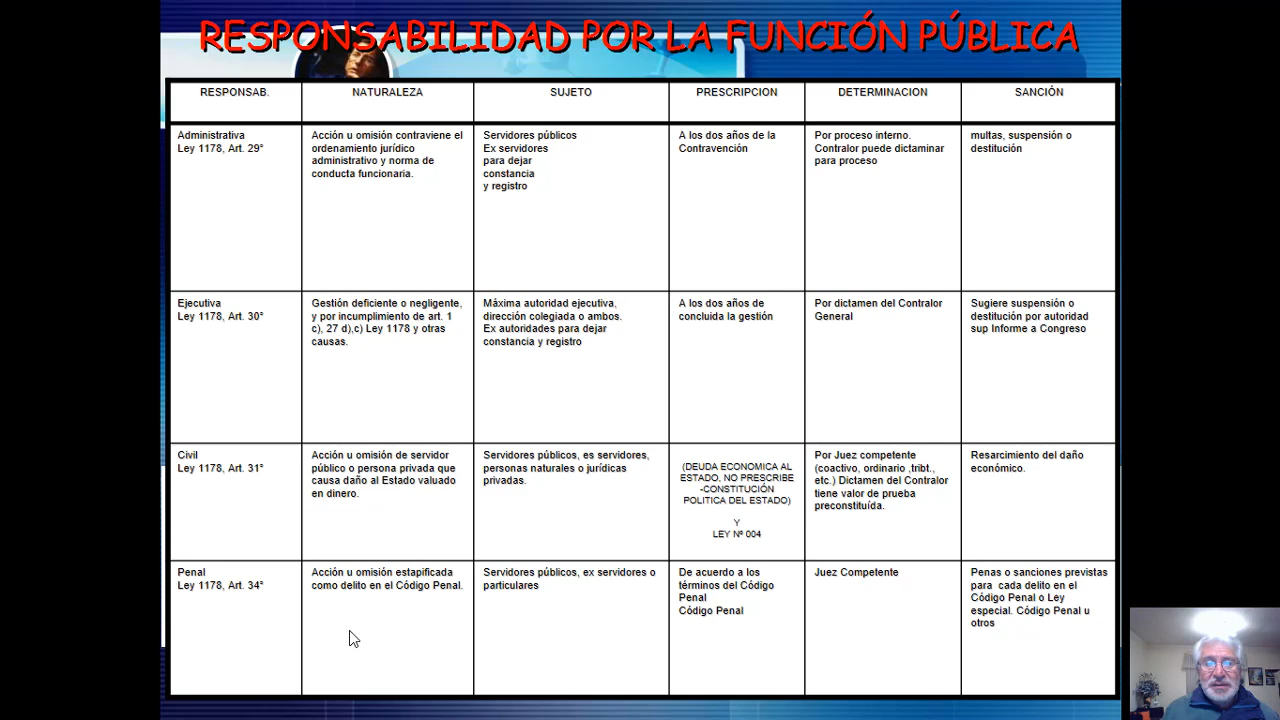 RESPONSABILIDAD POR LA FUNCIÓN PÚBLICA
RESPONSAB.
NATURALEZA
SUJETO
PRESCRIPCION
DETERMINACION
SANCIÓN
Administrativa
Ley 1178, Art. 29°
Acción u omisión contraviene el
ordenamiento jurídico
administrativo y norma de
conducta funcionaria.
Servidores públicos
Ex servidores
para dejar
constancia
y registro
A los dos años de la
Contravención
Por proceso interno.
Contralor puede dictaminar
para proceso
multas, suspensión o
destitución
Ejecutiva
Ley 1178, Art. 30°
Gestión deficiente o negligente,
y por incumplimiento de art. 1
c), 27 d),c) Ley 1178 y otras
causas.
Máxima autoridad ejecutiva,
dirección colegiada o ambos.
Ex autoridades para dejar
constancia y registro
A los dos años de
concluida la gestión
Por dictamen del Contralor
General
Sugiere suspensión o
destitución por autoridad
sup Informe a Congreso
Civil
Ley 1178, Art. 31°
Acción u omisión de servidor
público o persona privada que
causa daño al Estado valuado
en dinero.
Servidores públicos, es servidores,
personas naturales o jurídicas
privadas.
(DEUDA ECONOMICA AL
ESTADO, NO PRESCRIBE
-CONSTITUCIÓN
POLITICA DEL ESTADO)
Y
LEY Nº 004
Por Juez competente
(coactivo, ordinario ,tribt.,
etc.) Dictamen del Contralor
tiene valor de prueba
preconstituída.
Resarcimiento del daño
económico.
Penal
Ley 1178, Art. 34°
Acción u omisión estapificada
como delito en el Código Penal.
Servidores públicos, ex servidores o
particulares
De acuerdo a los
términos del Código
Penal
Código Penal
Juez Competente
Penas o sanciones previstas
para cada delito en el
Código Penal o Ley
especial. Código Penal u
otros